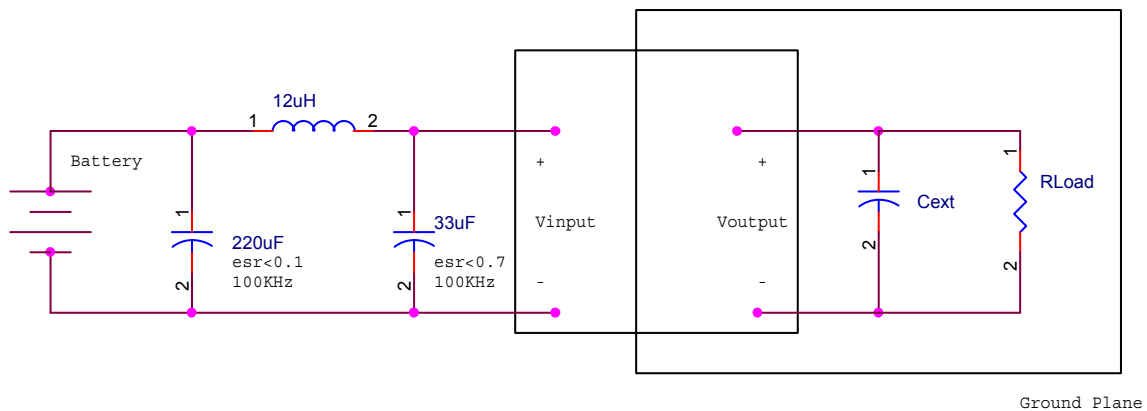 12uH
1 2
Battery
+ +
1 RLoad
1 Cext
1 33uF
1 220uF
Vinput Voutput
esr<0.1 esr<0.7
100KHz 100KHz
2 2 - - 2 2
Ground Plane